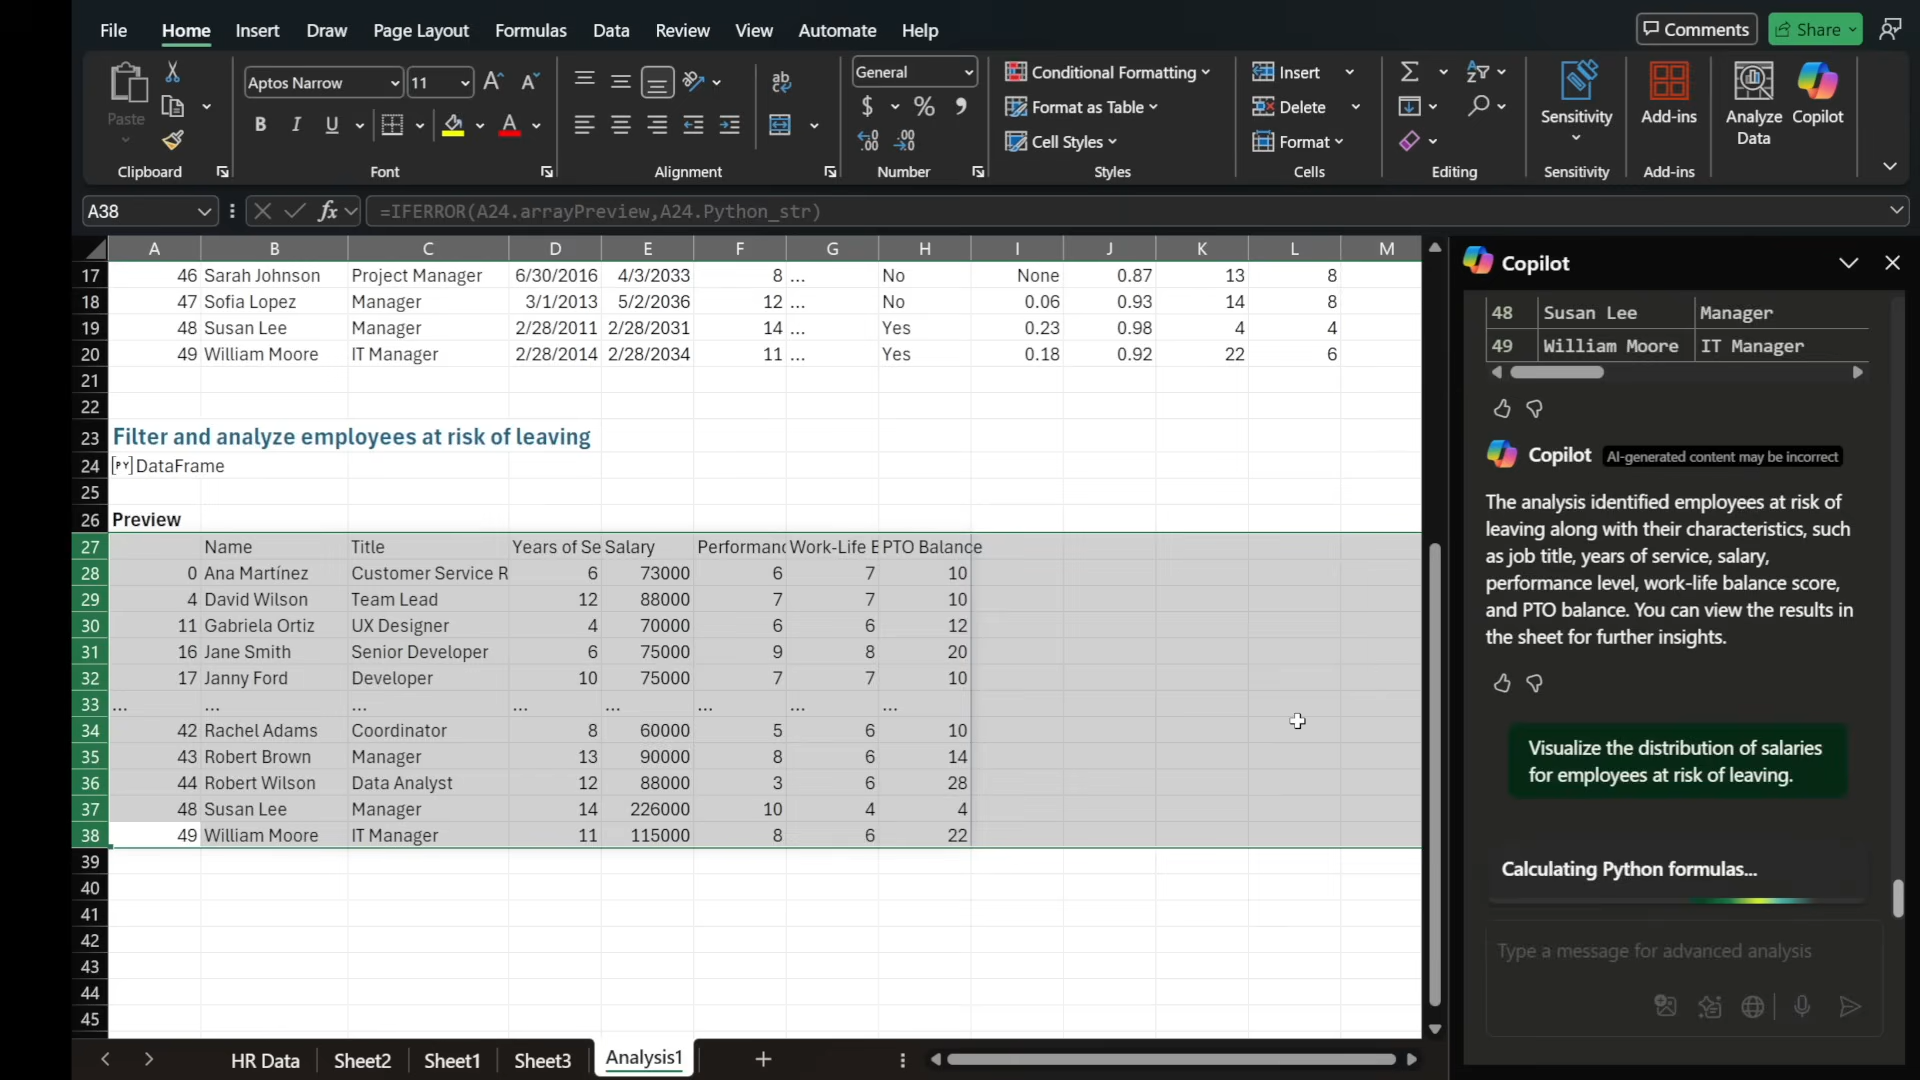 File Home Insert Draw Page Layout Formulas Data Review View Automate Help Comments Share
Aptos Narrow 11 General Conditional Formatting Insert
Paste $ % Format as Table Delete Sensitivity Add-ins Analyze Data Copilot
B I U A Cell Styles Format
Clipboard Font Alignment Number Styles Cells Editing Sensitivity Add-ins
A38 fx =IFERROR(A24.arrayPreview,A24.Python_str)
A B C D E F G H I J K L M
17 46 Sarah Johnson Project Manager 6/30/2016 4/3/2033 8 ... No None 0.87 13 8
18 47 Sofia Lopez Manager 3/1/2013 5/2/2036 12 ... No 0.06 0.93 14 8
19 48 Susan Lee Manager 2/28/2011 2/28/2031 14 ... Yes 0.23 0.98 4 4
20 49 William Moore IT Manager 2/28/2014 2/28/2034 11 ... Yes 0.18 0.92 22 6
21
22
23 Filter and analyze employees at risk of leaving
24 [PY] DataFrame
25
26 Preview
27 Name Title Years of Se Salary Performanc Work-Life E PTO Balance
28 0 Ana Martínez Customer Service R 6 73000 6 7 10
29 4 David Wilson Team Lead 12 88000 7 7 10
30 11 Gabriela Ortiz UX Designer 4 70000 6 6 12
31 16 Jane Smith Senior Developer 6 75000 9 8 20
32 17 Janny Ford Developer 10 75000 7 7 10
33 ... ... ... ... ... ... ... ...
34 42 Rachel Adams Coordinator 8 60000 5 6 10
35 43 Robert Brown Manager 13 90000 8 6 14
36 44 Robert Wilson Data Analyst 12 88000 3 6 28
37 48 Susan Lee Manager 14 226000 10 4 4
38 49 William Moore IT Manager 11 115000 8 6 22
39
40
41
42
43
44
45
HR Data Sheet2 Sheet1 Sheet3 Analysis1
Copilot
48 Susan Lee Manager
49 William Moore IT Manager
Copilot AI-generated content may be incorrect
The analysis identified employees at risk of
leaving along with their characteristics, such
as job title, years of service, salary,
performance level, work-life balance score,
and PTO balance. You can view the results in
the sheet for further insights.
Visualize the distribution of salaries
for employees at risk of leaving.
Calculating Python formulas...
Type a message for advanced analysis